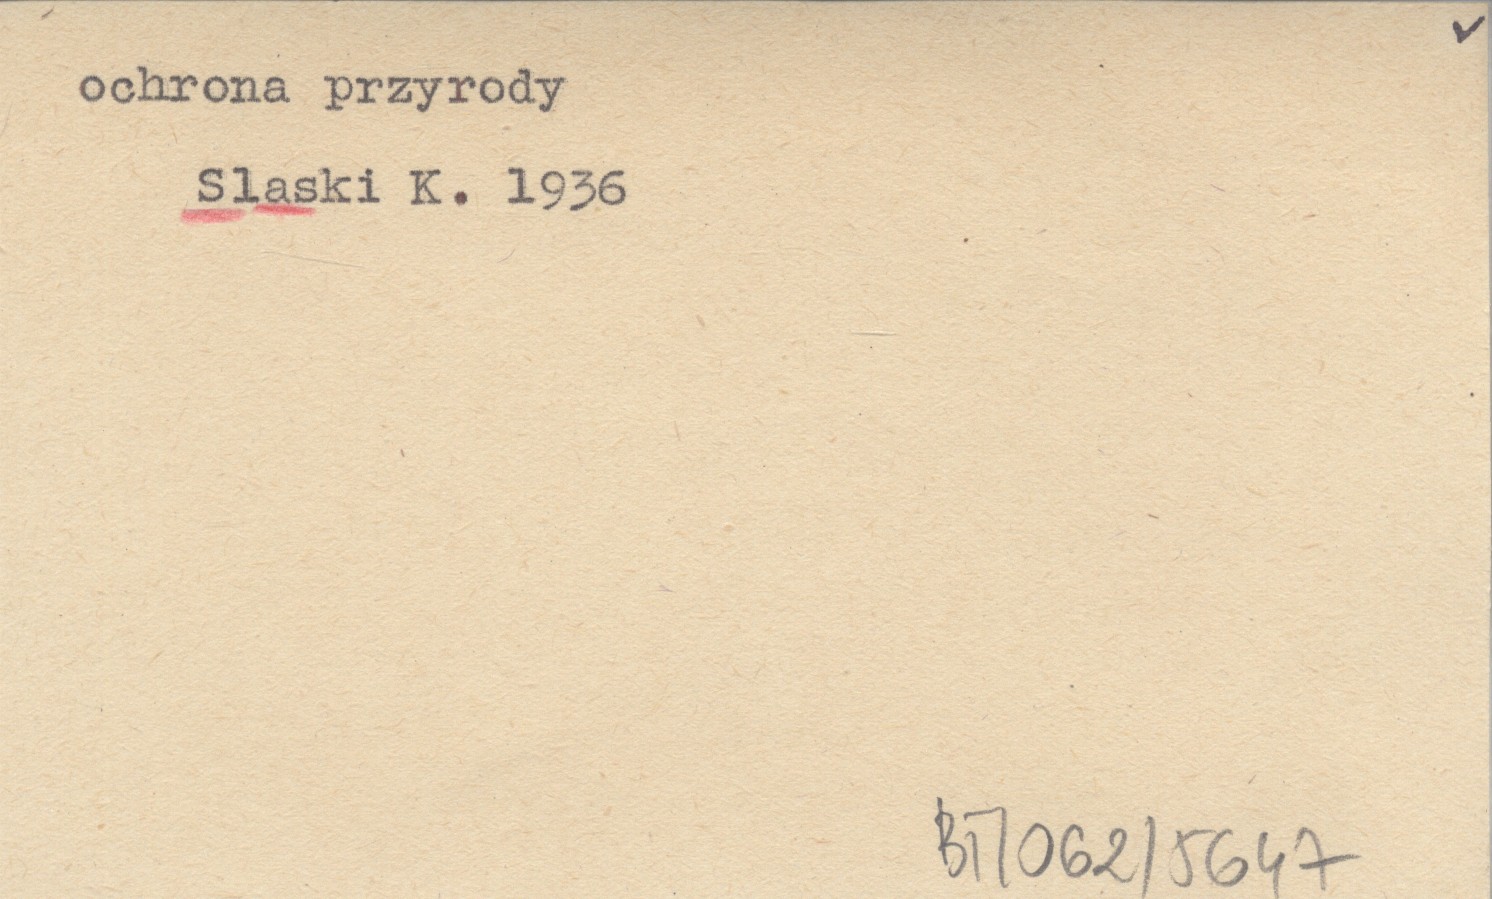 ochrona przyrody
Slaski K. 1936
BT/062/5647